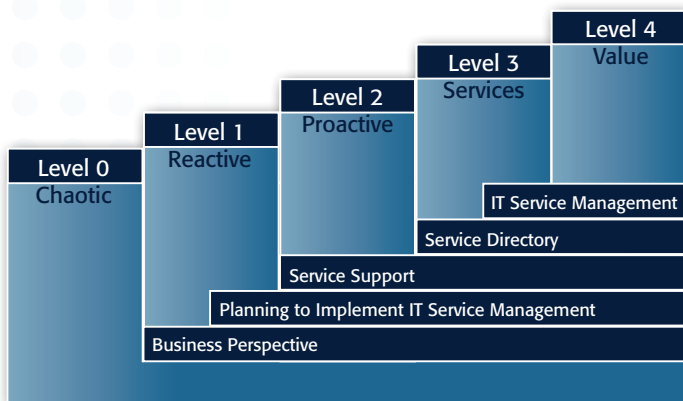 Level 4
Value
Level 3
Services
Level 2
Proactive
Level 1
Reactive
Level 0
Chaotic
IT Service Management
Service Directory
Service Support
Planning to Implement IT Service Management
Business Perspective